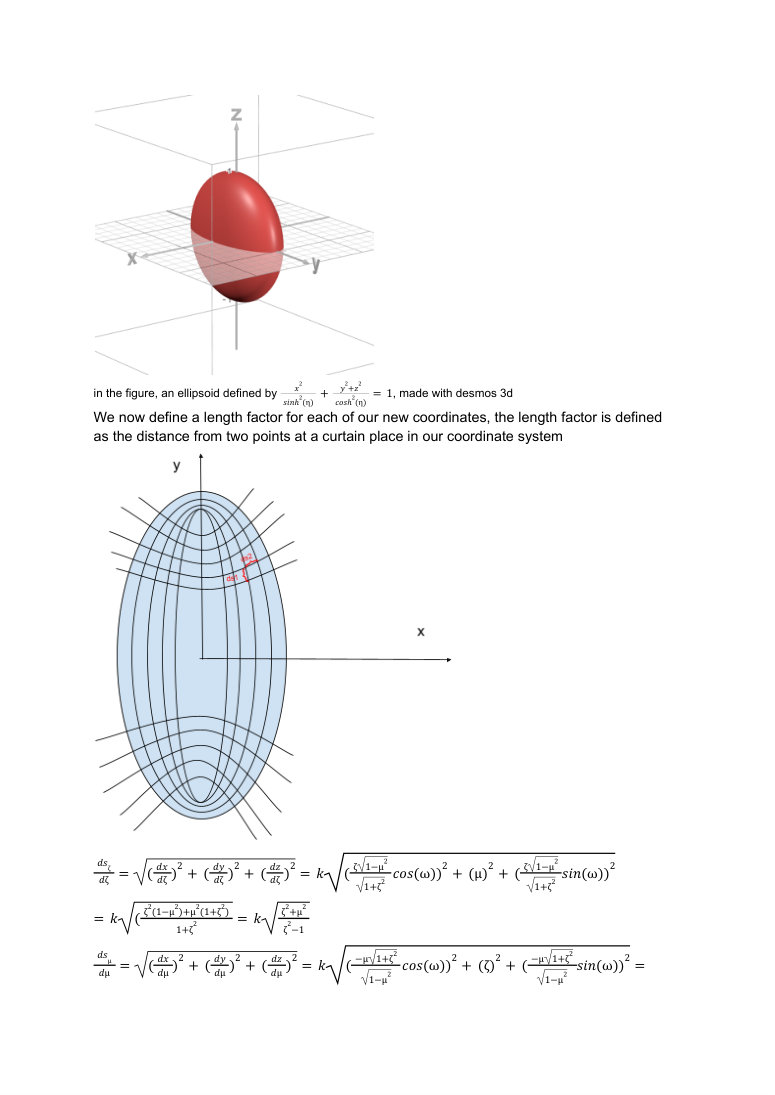 z
x
y
in the figure, an ellipsoid defined by x²/sinh²(η) + (y²+z²)/cosh²(η) = 1, made with desmos 3d
We now define a length factor for each of our new coordinates, the length factor is defined
as the distance from two points at a curtain place in our coordinate system
y
ds2
ds1
x
ds_ζ/dζ = √((dx/dζ)² + (dy/dζ)² + (dz/dζ)²) = k√((ζ√(1−μ²)/√(1+ζ²) cos(ω))² + (μ)² + (ζ√(1−μ²)/√(1+ζ²) sin(ω))²)
= k√((ζ²(1−μ²)+μ²(1+ζ²)/(1+ζ²)) = k√((ζ²+μ²)/(ζ²−1))
ds_μ/dμ = √((dx/dμ)² + (dy/dμ)² + (dz/dμ)²) = k√((−μ√(1+ζ²)/√(1−μ²) cos(ω))² + (ζ)² + (−μ√(1+ζ²)/√(1−μ²) sin(ω))²) =